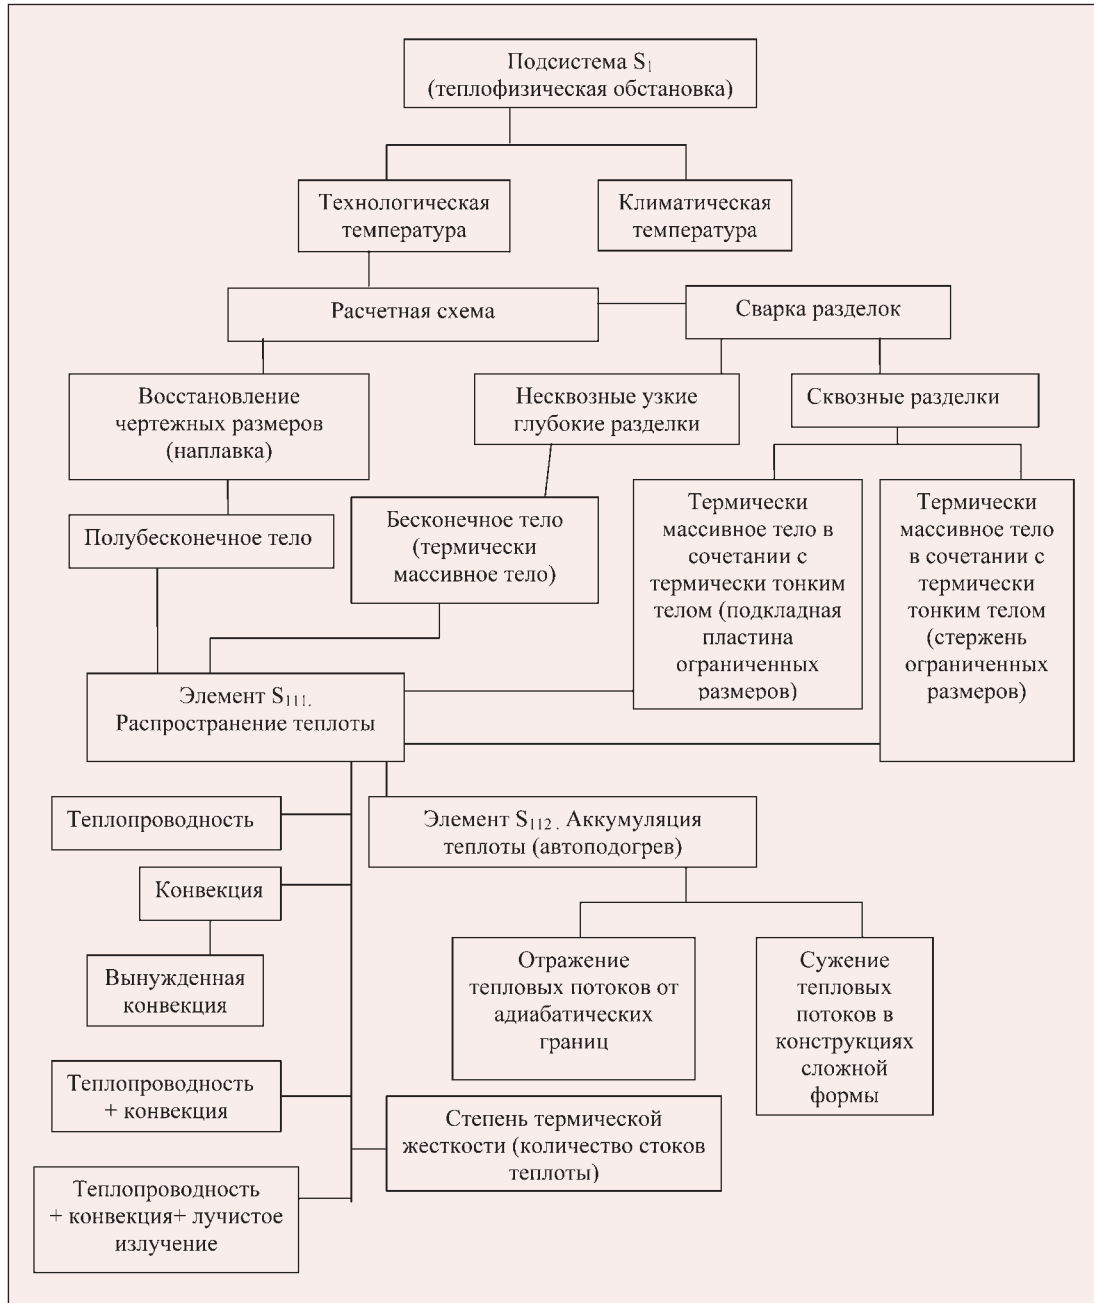 Подсистема S1
(теплофизическая обстановка)
Технологическая
температура
Климатическая
температура
Расчетная схема
Сварка разделок
Восстановление
чертежных размеров
(наплавка)
Несквозные узкие
глубокие разделки
Сквозные разделки
Полубесконечное тело
Бесконечное тело
(термически
массивное тело)
Термически
массивное тело в
сочетании с
термически тонким
телом (подкладная
пластина
ограниченных
размеров)
Термически
массивное тело
в сочетании с
термически
тонким телом
(стержень
ограниченных
размеров)
Элемент S111.
Распространение теплоты
Теплопроводность
Элемент S112 . Аккумуляция
теплоты (автоподогрев)
Конвекция
Вынужденная
конвекция
Отражение
тепловых потоков от
адиабатических
границ
Сужение
тепловых
потоков в
конструкциях
сложной
формы
Теплопроводность
+ конвекция
Степень термической
жесткости (количество стоков
теплоты)
Теплопроводность
+ конвекция+ лучистое
излучение